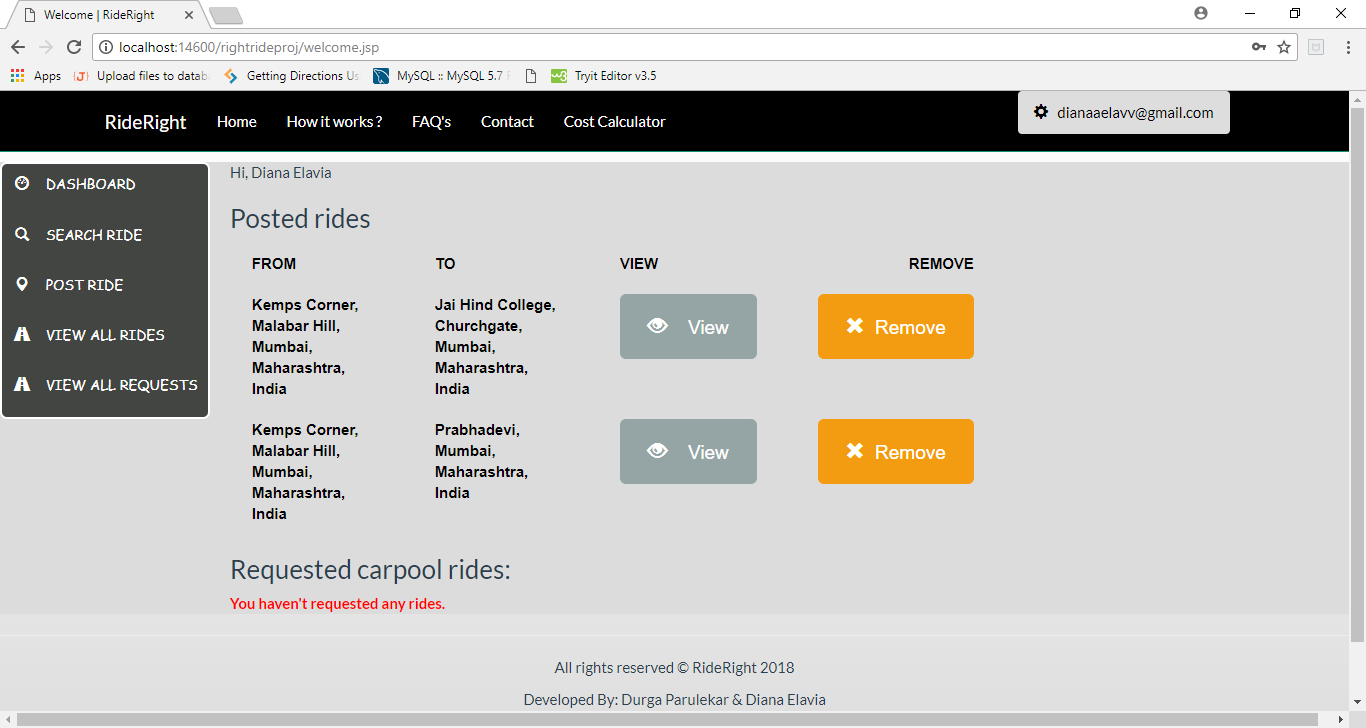 Welcome | RideRight
localhost:14600/rightrideproj/welcome.jsp
Apps Upload files to datab Getting Directions Us MySQL :: MySQL 5.7 Tryit Editor v3.5
RideRight Home How it works ? FAQ's Contact Cost Calculator dianaaelavv@gmail.com
DASHBOARD
SEARCH RIDE
POST RIDE
VIEW ALL RIDES
VIEW ALL REQUESTS
Hi, Diana Elavia
Posted rides
FROM TO VIEW REMOVE
Kemps Corner,
Malabar Hill,
Mumbai,
Maharashtra,
India
Jai Hind College,
Churchgate,
Mumbai,
Maharashtra,
India
View
Remove
Kemps Corner,
Malabar Hill,
Mumbai,
Maharashtra,
India
Prabhadevi,
Mumbai,
Maharashtra,
India
View
Remove
Requested carpool rides:
You haven't requested any rides.
All rights reserved © RideRight 2018
Developed By: Durga Parulekar & Diana Elavia